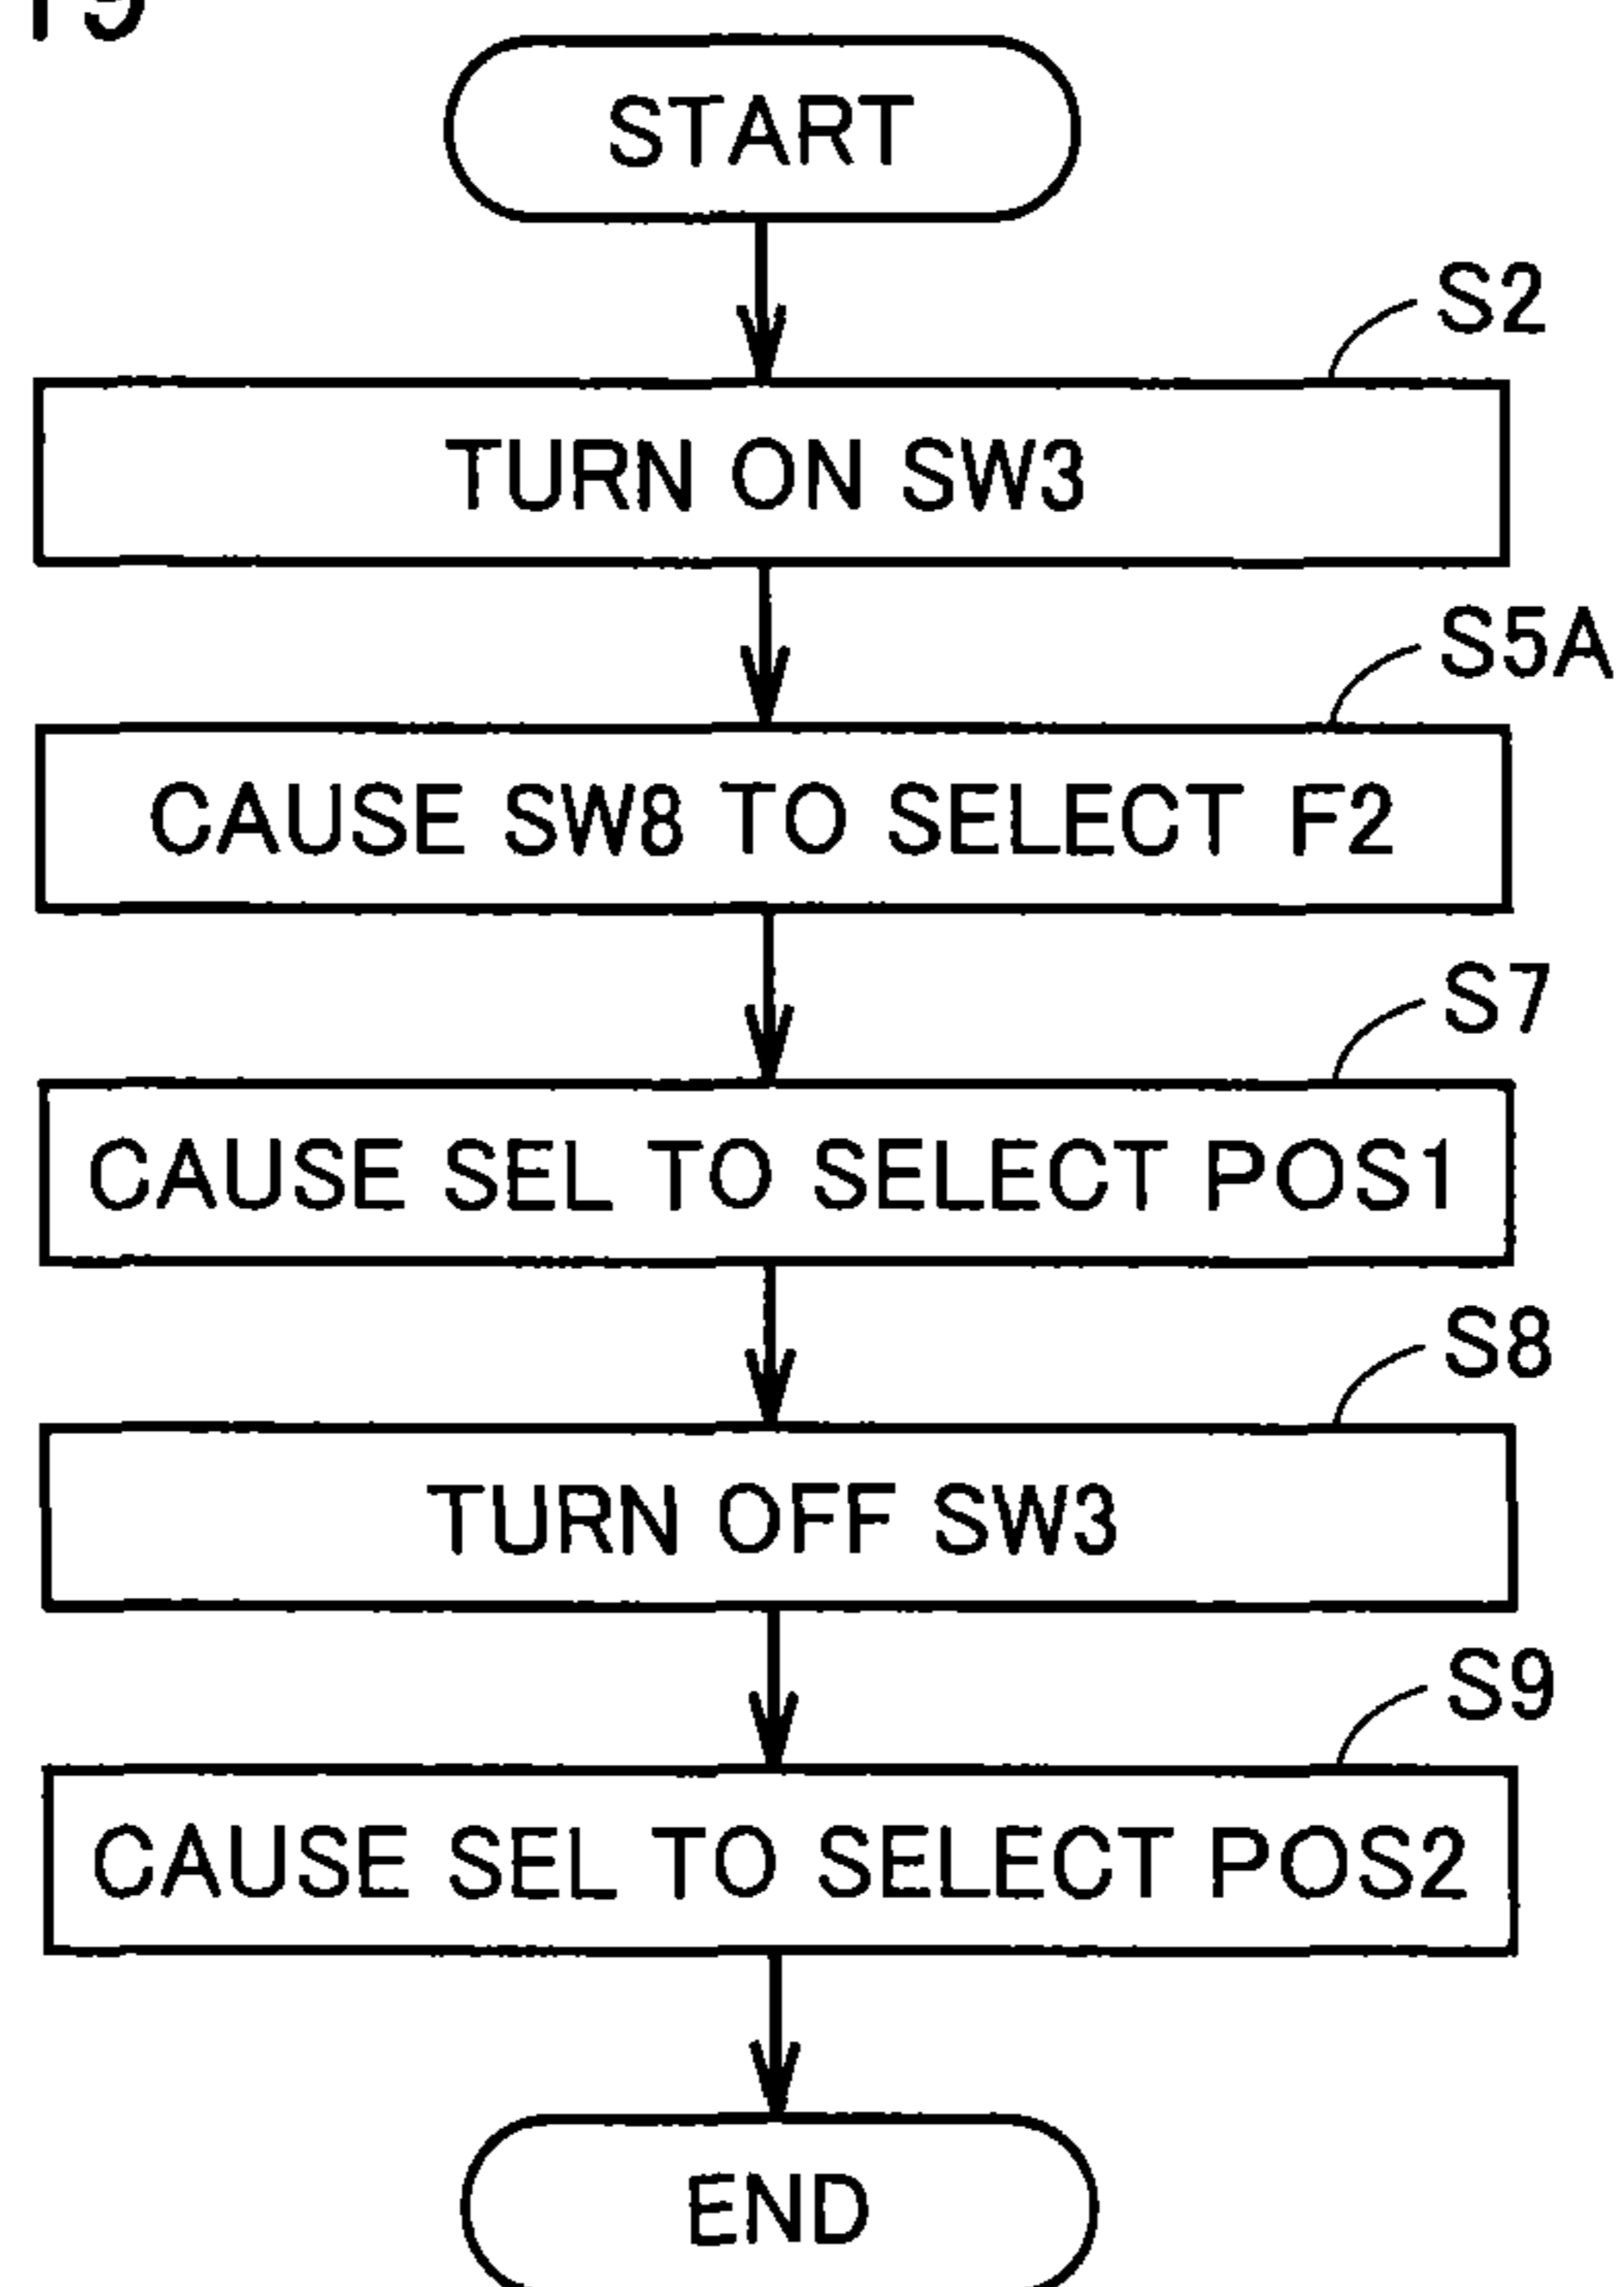 START
S2
TURN ON SW3
S5A
CAUSE SW8 TO SELECT F2
S7
CAUSE SEL TO SELECT POS1
S8
TURN OFF SW3
S9
CAUSE SEL TO SELECT POS2
END